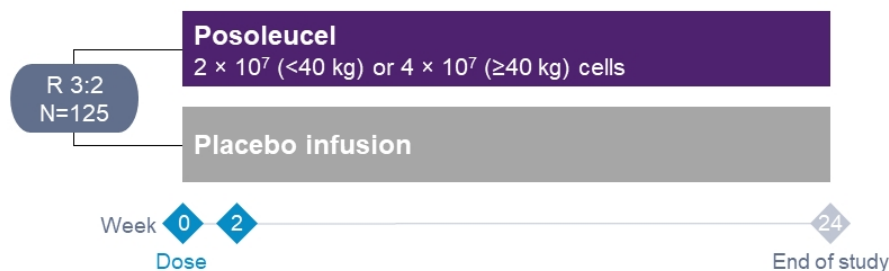 Posoleucel
2 × 10⁷ (<40 kg) or 4 × 10⁷ (≥40 kg) cells
R 3:2
N=125
Placebo infusion
Week 0 2 24
Dose End of study